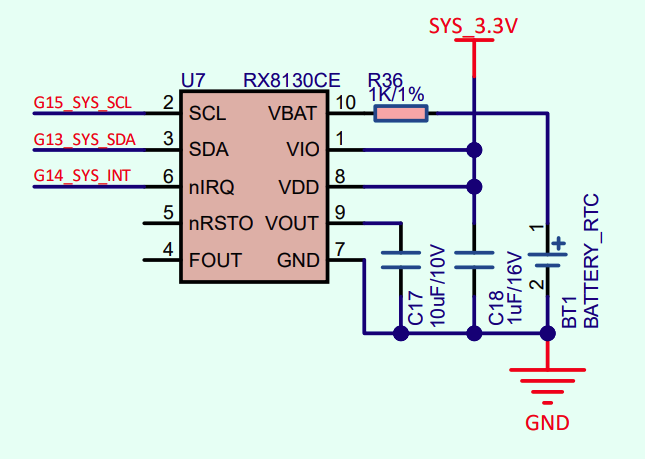 SYS_3.3V
U7 RX8130CE R36
1K/1%
G15_SYS_SCL 2 SCL VBAT 10
G13_SYS_SDA 3 SDA VIO 1
G14_SYS_INT 6 nIRQ VDD 8
5 nRSTO VOUT 9
4 FOUT GND 7
C17
10uF/10V
C18
1uF/16V
1
+
2
BT1
BATTERY_RTC
GND